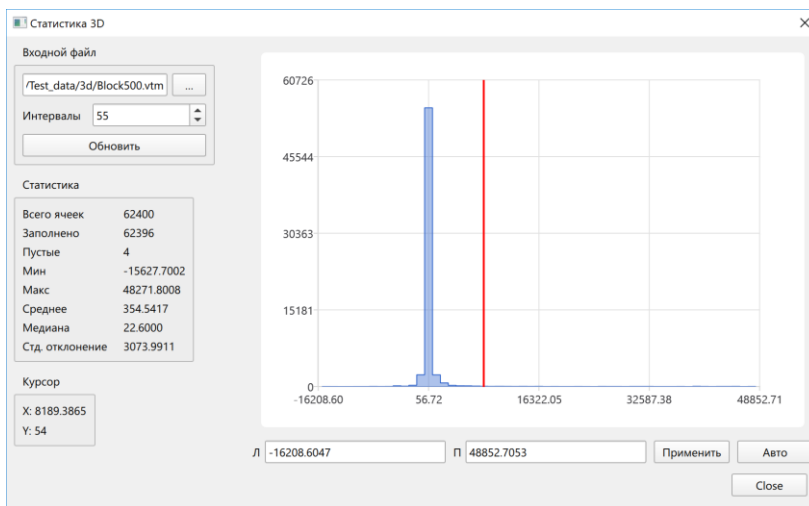 Статистика 3D
Входной файл
/Test_data/3d/Block500.vtm ...
Интервалы 55
Обновить
Статистика
Всего ячеек 62400
Заполнено 62396
Пустые 4
Мин -15627.7002
Макс 48271.8008
Среднее 354.5417
Медиана 22.6000
Стд. отклонение 3073.9911
Курсор
X: 8189.3865
Y: 54
60726
45544
30363
15181
0
-16208.60 56.72 16322.05 32587.38 48852.71
Л -16208.6047 П 48852.7053 Применить Авто
Close